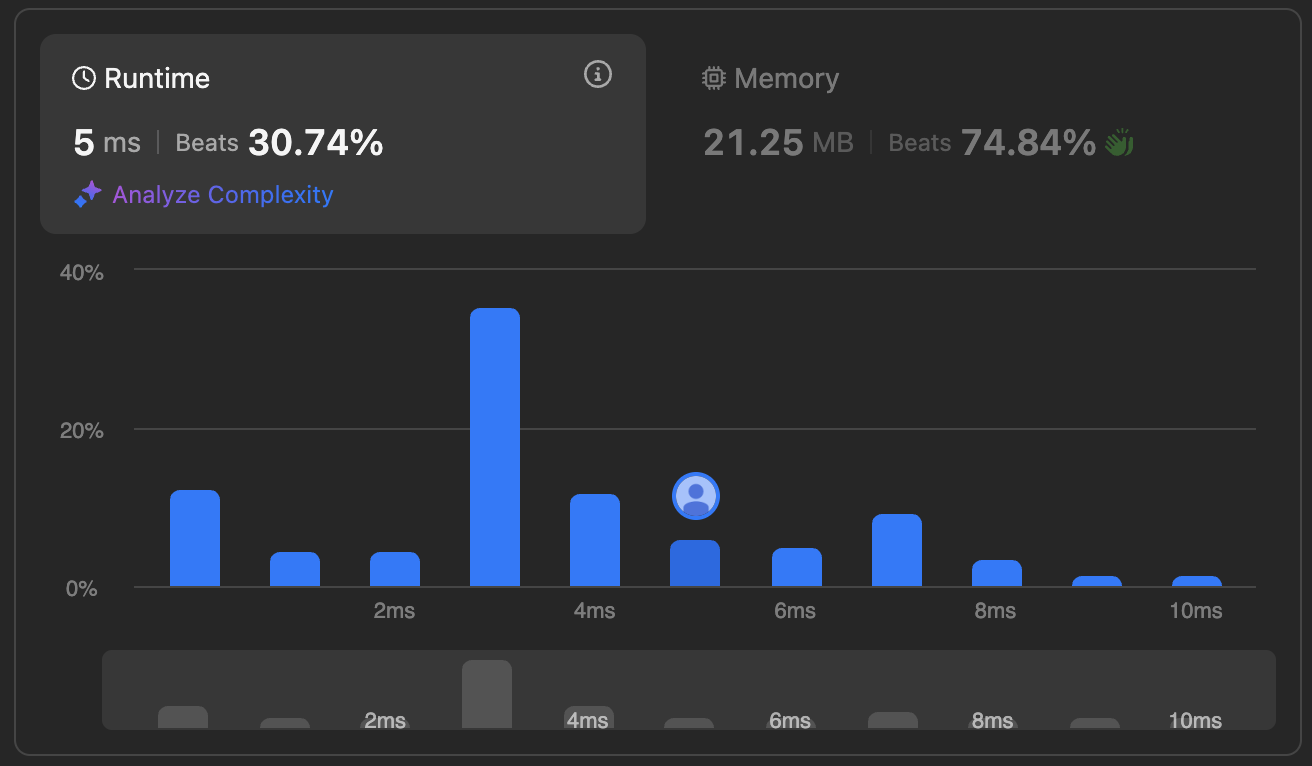 Runtime
5 ms | Beats 30.74%
Analyze Complexity
Memory
21.25 MB | Beats 74.84%
40%
20%
0%
2ms 4ms 6ms 8ms 10ms
2ms 4ms 6ms 8ms 10ms